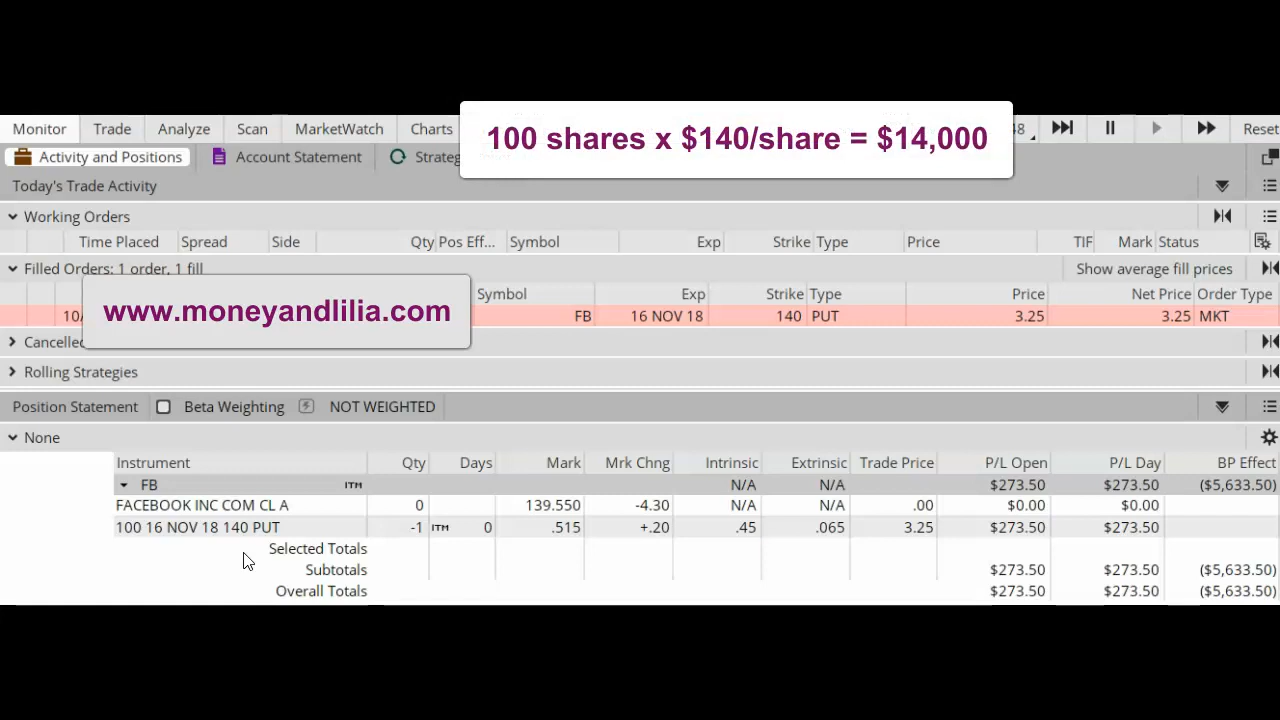 100 shares x $140/share = $14,000
Monitor Trade Analyze Scan MarketWatch Charts Reset
Activity and Positions Account Statement
Today's Trade Activity
Working Orders
Time Placed Spread Side Qty Pos Eff... Symbol Exp Strike Type Price TIF Mark Status
Filled Orders: 1 order, 1 fill Show average fill prices
Symbol Exp Strike Type Price Net Price Order Type
www.moneyandlilia.com
FB 16 NOV 18 140 PUT 3.25 3.25 MKT
Rolling Strategies
Position Statement Beta Weighting NOT WEIGHTED
None
Instrument Qty Days Mark Mrk Chng Intrinsic Extrinsic Trade Price P/L Open P/L Day BP Effect
FB ITM N/A N/A $273.50 $273.50 ($5,633.50)
FACEBOOK INC COM CL A 0 139.550 -4.30 N/A N/A .00 $0.00 $0.00
100 16 NOV 18 140 PUT -1 ITM 0 .515 +.20 .45 .065 3.25 $273.50 $273.50
Selected Totals
Subtotals $273.50 $273.50 ($5,633.50)
Overall Totals $273.50 $273.50 ($5,633.50)